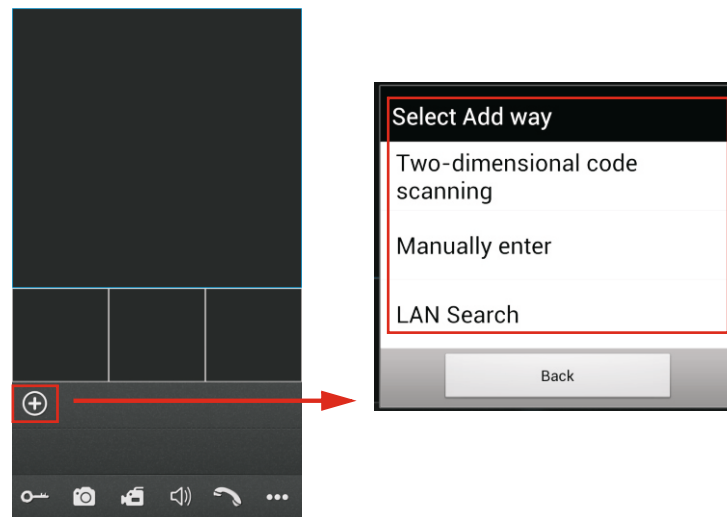 Select Add way
Two-dimensional code
scanning
Manually enter
LAN Search
Back